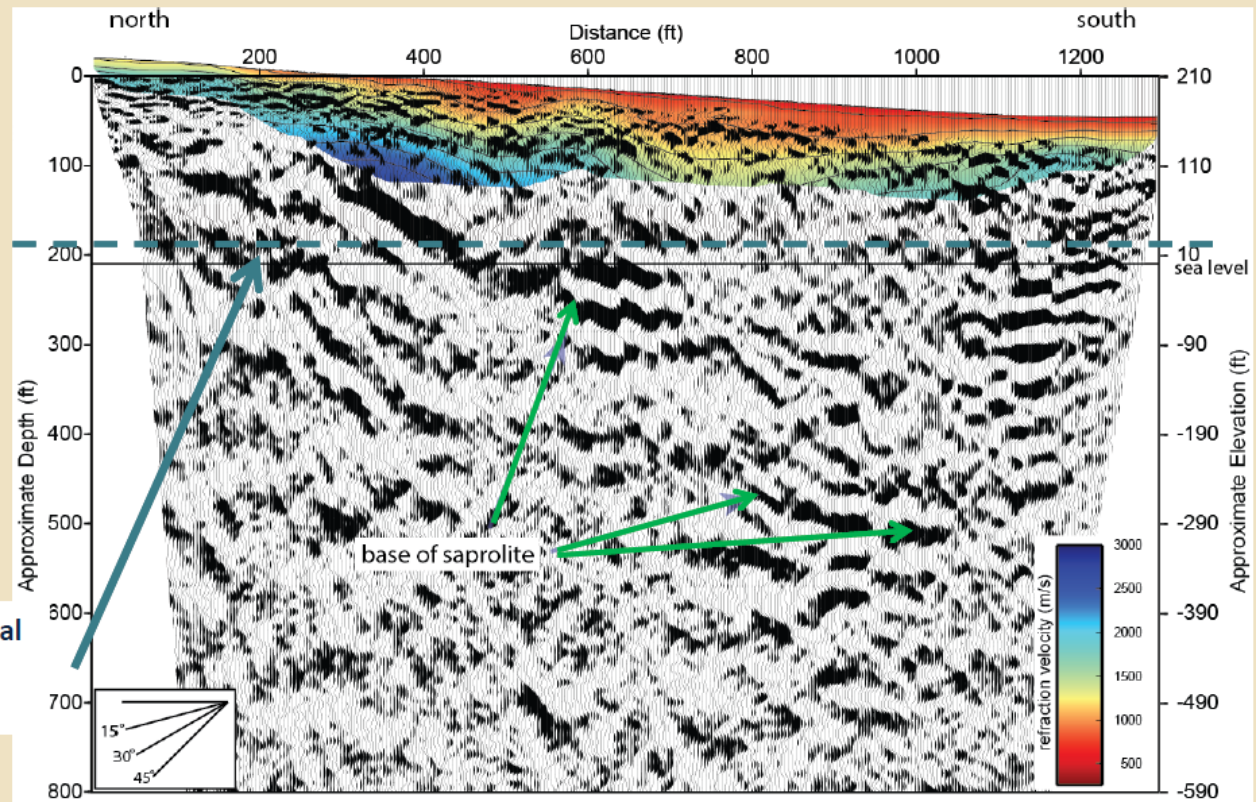 north
south
Distance (ft)
200 400 600 800 1000 1200
0 210
100 110
200 10
sea level
300 -90
400 -190
500 -290
base of saprolite
600 -390
700 -490
800 -590
Approximate Depth (ft)
Approximate Elevation (ft)
al
15°
30°
45°
refraction velocity (m/s)
3000
2500
2000
1500
1000
500